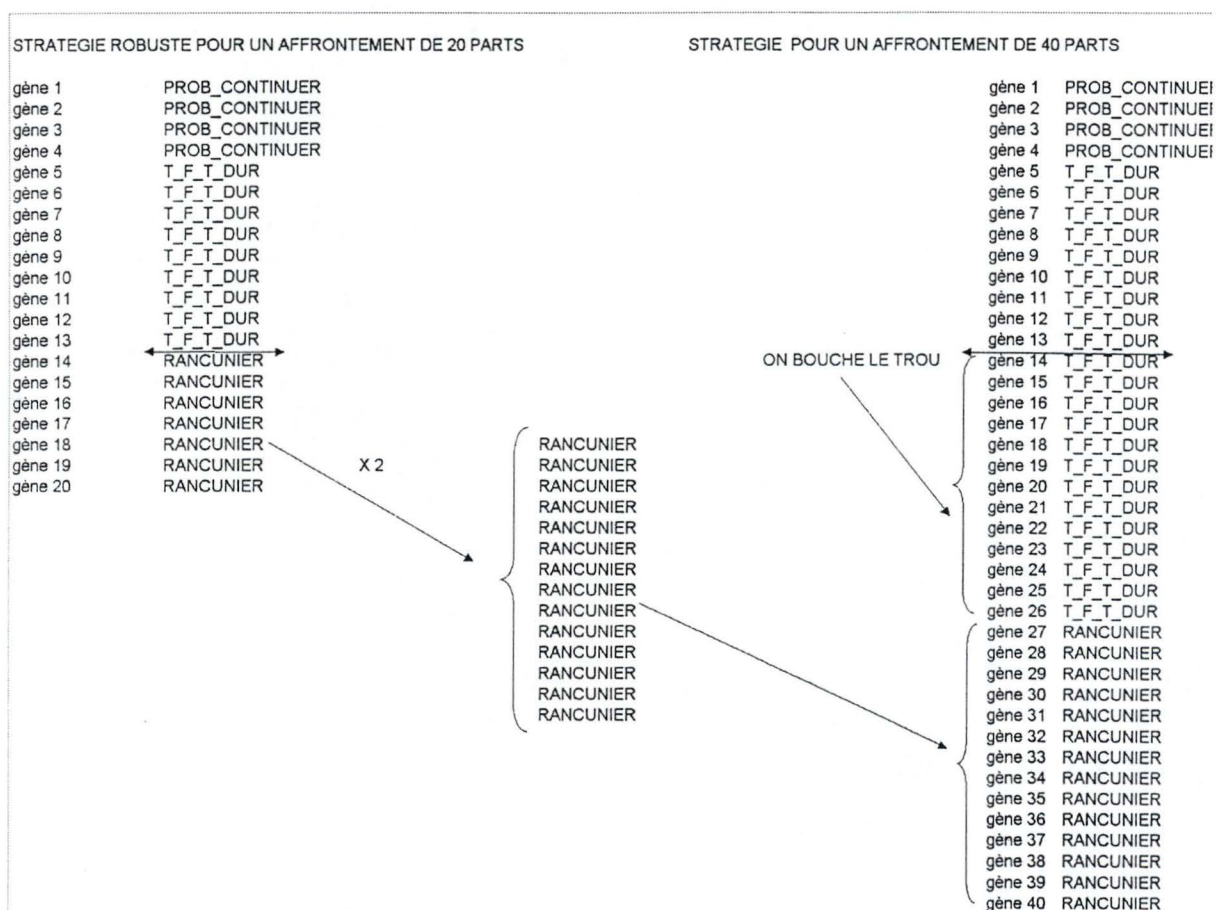 STRATEGIE ROBUSTE POUR UN AFFRONTEMENT DE 20 PARTS
gène 1 PROB_CONTINUER
gène 2 PROB_CONTINUER
gène 3 PROB_CONTINUER
gène 4 PROB_CONTINUER
gène 5 T_F_T_DUR
gène 6 T_F_T_DUR
gène 7 T_F_T_DUR
gène 8 T_F_T_DUR
gène 9 T_F_T_DUR
gène 10 T_F_T_DUR
gène 11 T_F_T_DUR
gène 12 T_F_T_DUR
gène 13 T_F_T_DUR
gène 14 RANCUNIER
gène 15 RANCUNIER
gène 16 RANCUNIER
gène 17 RANCUNIER
gène 18 RANCUNIER
gène 19 RANCUNIER
gène 20 RANCUNIER
X 2
RANCUNIER
RANCUNIER
RANCUNIER
RANCUNIER
RANCUNIER
RANCUNIER
RANCUNIER
RANCUNIER
RANCUNIER
RANCUNIER
RANCUNIER
RANCUNIER
RANCUNIER
RANCUNIER
STRATEGIE POUR UN AFFRONTEMENT DE 40 PARTS
ON BOUCHE LE TROU
gène 1 PROB_CONTINUE
gène 2 PROB_CONTINUE
gène 3 PROB_CONTINUE
gène 4 PROB_CONTINUE
gène 5 T_F_T_DUR
gène 6 T_F_T_DUR
gène 7 T_F_T_DUR
gène 8 T_F_T_DUR
gène 9 T_F_T_DUR
gène 10 T_F_T_DUR
gène 11 T_F_T_DUR
gène 12 T_F_T_DUR
gène 13 T_F_T_DUR
gène 14 T_F_T_DUR
gène 15 T_F_T_DUR
gène 16 T_F_T_DUR
gène 17 T_F_T_DUR
gène 18 T_F_T_DUR
gène 19 T_F_T_DUR
gène 20 T_F_T_DUR
gène 21 T_F_T_DUR
gène 22 T_F_T_DUR
gène 23 T_F_T_DUR
gène 24 T_F_T_DUR
gène 25 T_F_T_DUR
gène 26 T_F_T_DUR
gène 27 RANCUNIER
gène 28 RANCUNIER
gène 29 RANCUNIER
gène 30 RANCUNIER
gène 31 RANCUNIER
gène 32 RANCUNIER
gène 33 RANCUNIER
gène 34 RANCUNIER
gène 35 RANCUNIER
gène 36 RANCUNIER
gène 37 RANCUNIER
gène 38 RANCUNIER
gène 39 RANCUNIER
gène 40 RANCUNIER